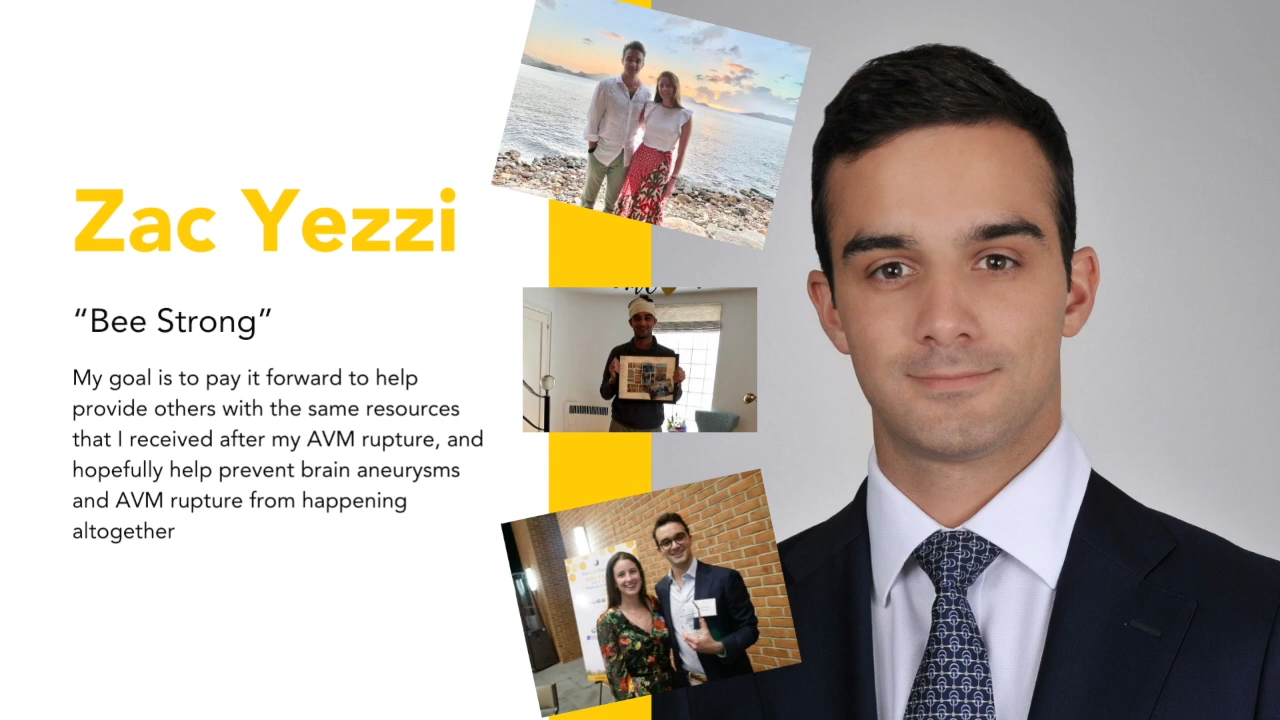 Zac Yezzi
“Bee Strong”
My goal is to pay it forward to help
provide others with the same resources
that I received after my AVM rupture, and
hopefully help prevent brain aneurysms
and AVM rupture from happening
altogether